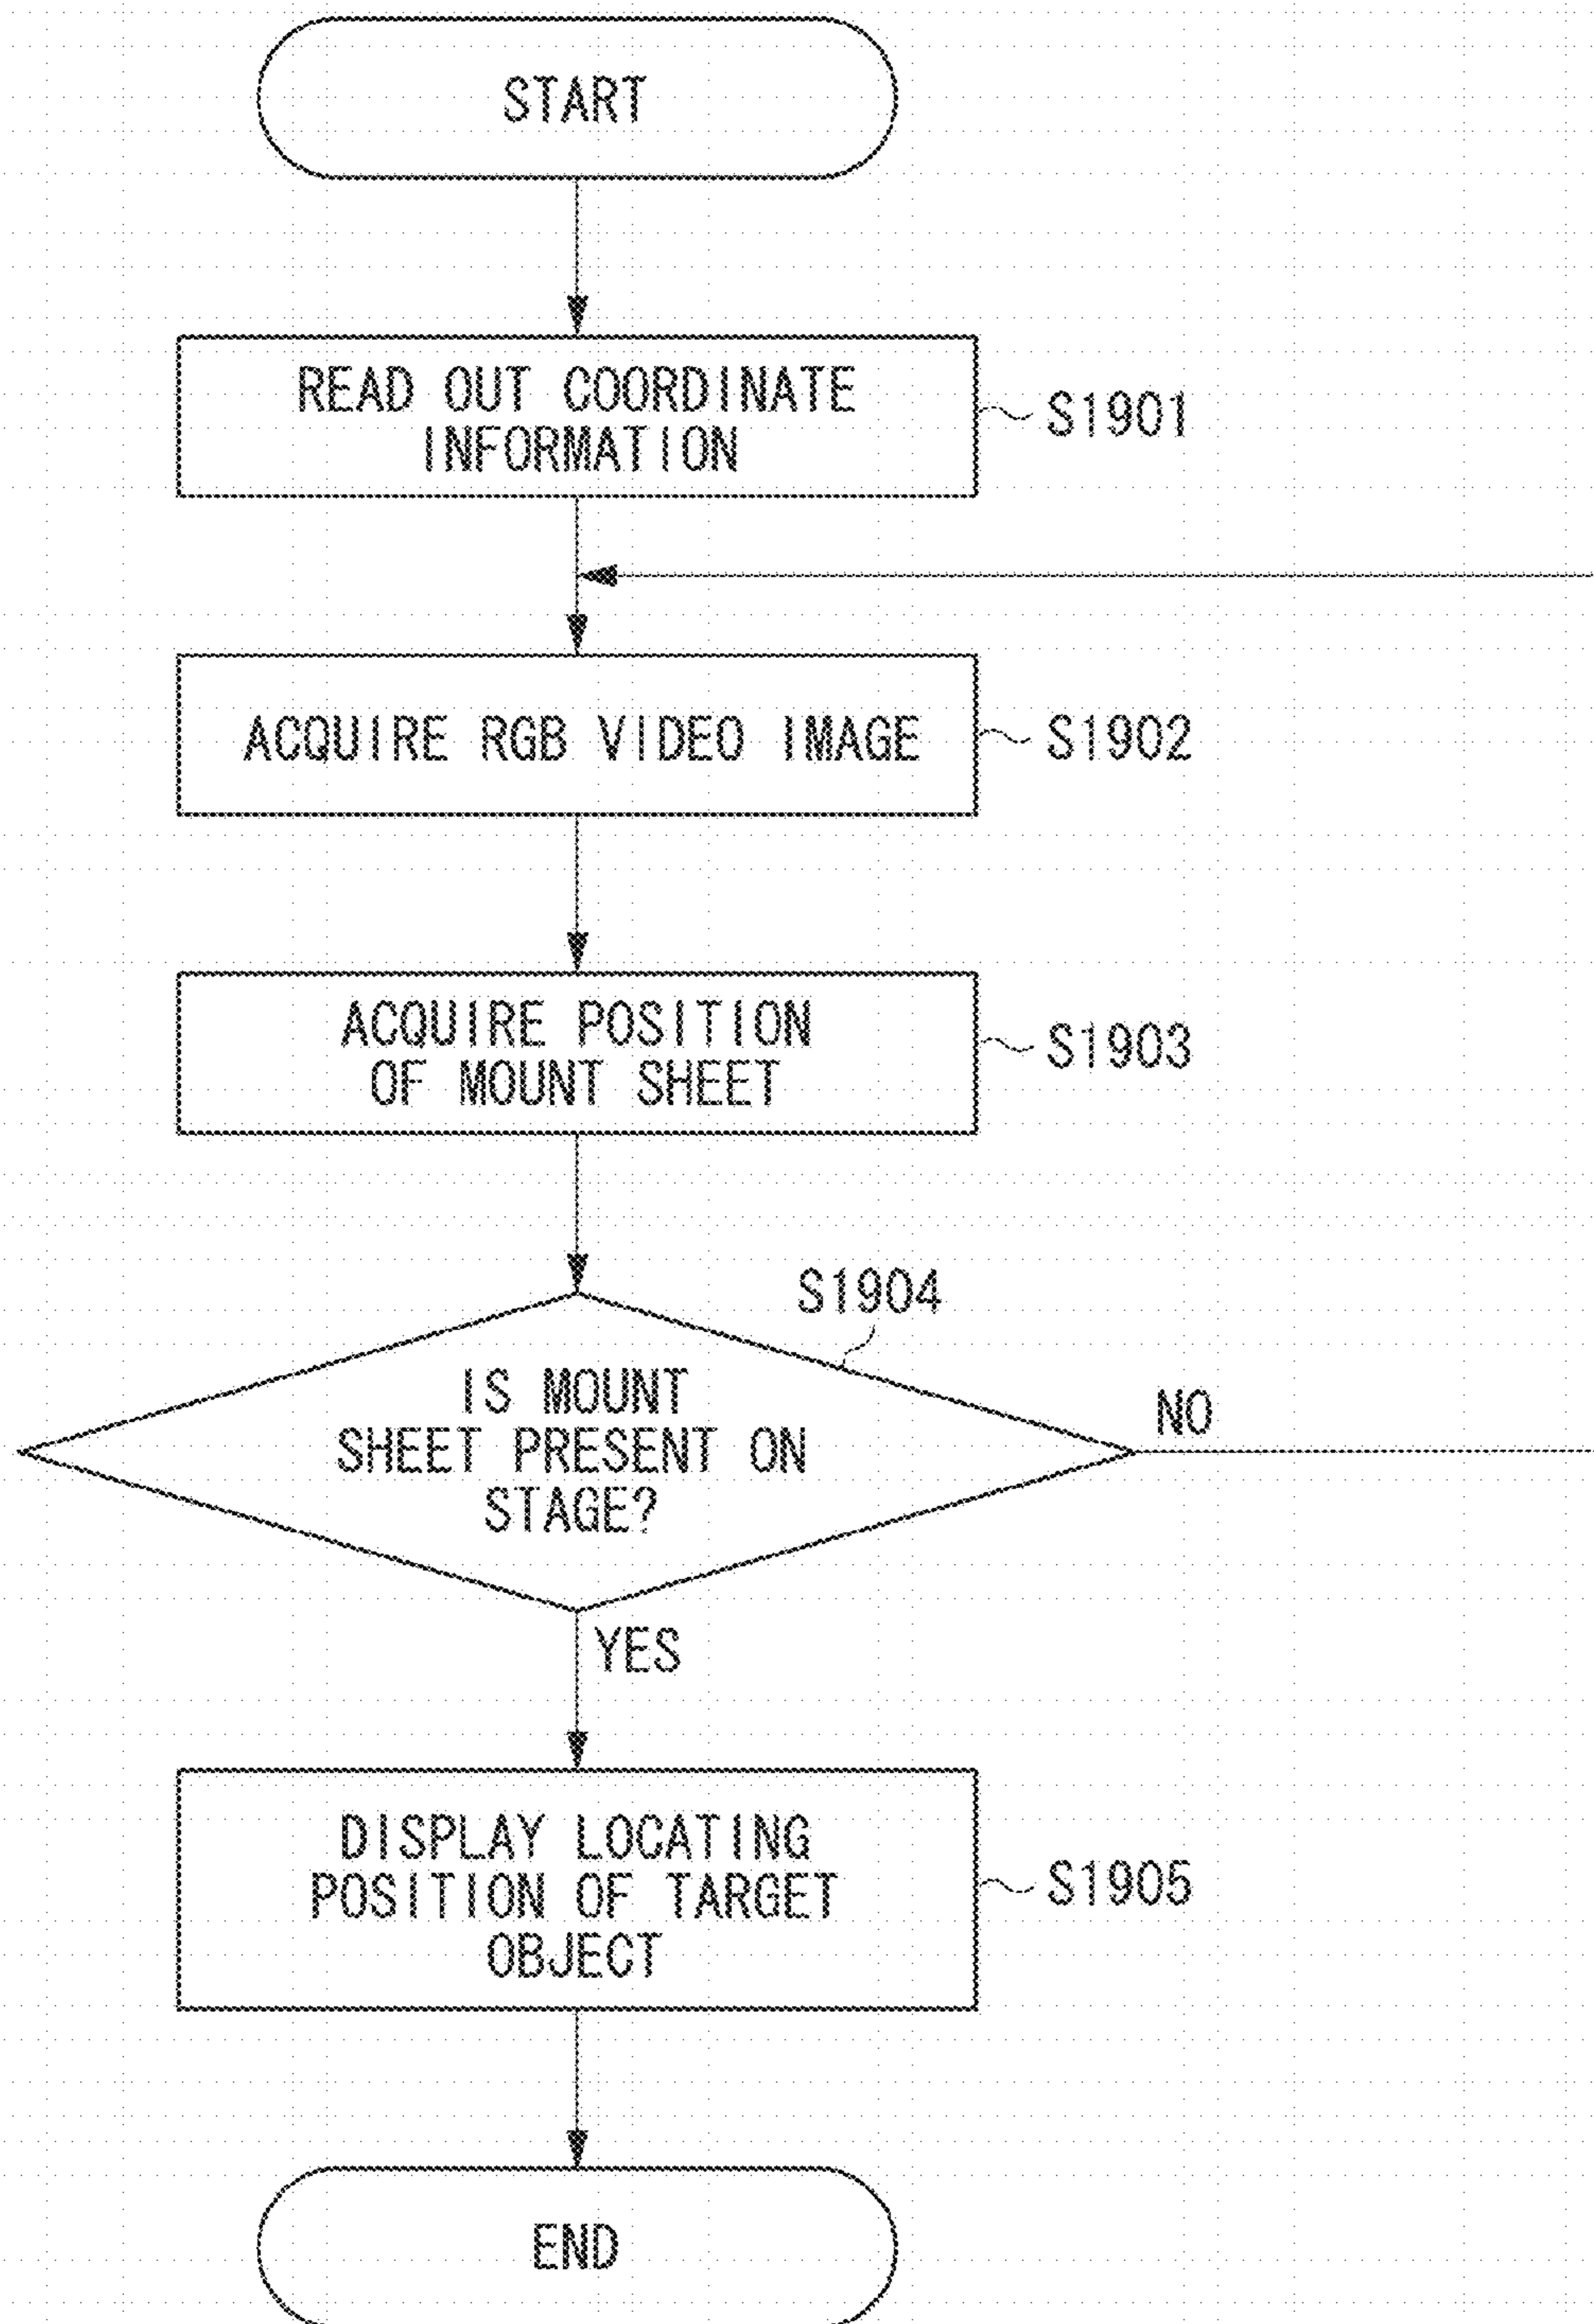 START
READ OUT COORDINATE
INFORMATION
S1901
ACQUIRE RGB VIDEO IMAGE
S1902
ACQUIRE POSITION
OF MOUNT SHEET
S1903
S1904
IS MOUNT
SHEET PRESENT ON
STAGE?
NO
YES
DISPLAY LOCATING
POSITION OF TARGET
OBJECT
S1905
END